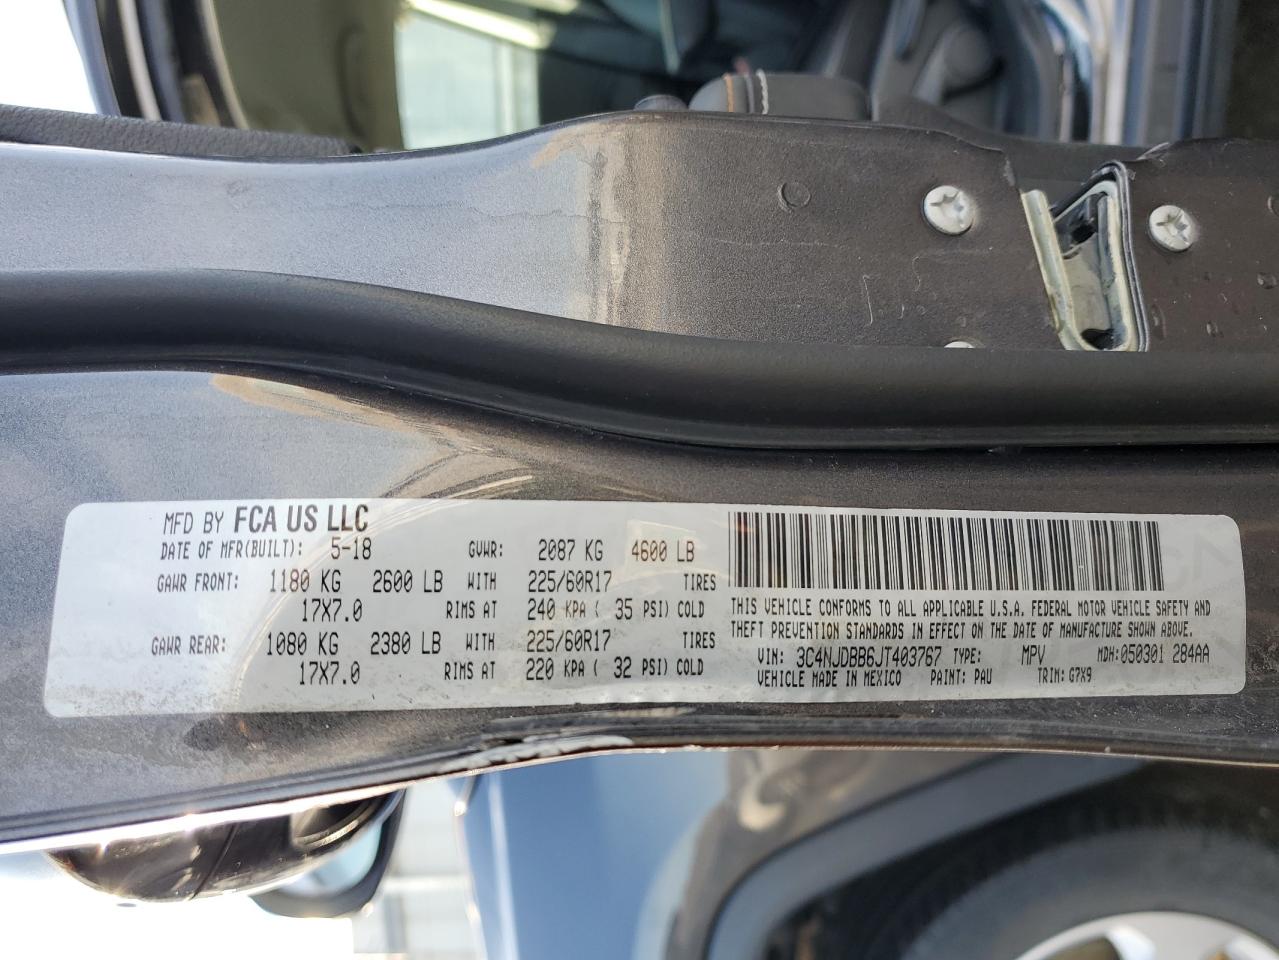 MFD BY FCA US LLC
DATE OF MFR(BUILT): 5-18 GVWR: 2087 KG 4600 LB
GAWR FRONT: 1180 KG 2600 LB WITH 225/60R17 TIRES
17X7.0 RIMS AT 240 KPA ( 35 PSI) COLD
GAWR REAR: 1080 KG 2380 LB WITH 225/60R17 TIRES
17X7.0 RIMS AT 220 KPA ( 32 PSI) COLD
THIS VEHICLE CONFORMS TO ALL APPLICABLE U.S.A. FEDERAL MOTOR VEHICLE SAFETY AND
THEFT PREVENTION STANDARDS IN EFFECT ON THE DATE OF MANUFACTURE SHOWN ABOVE.
VIN: 3C4NJDBB6JT403767 TYPE: MPV MDH:050301 284AA
VEHICLE MADE IN MEXICO PAINT: PAU TRIM: G7X9